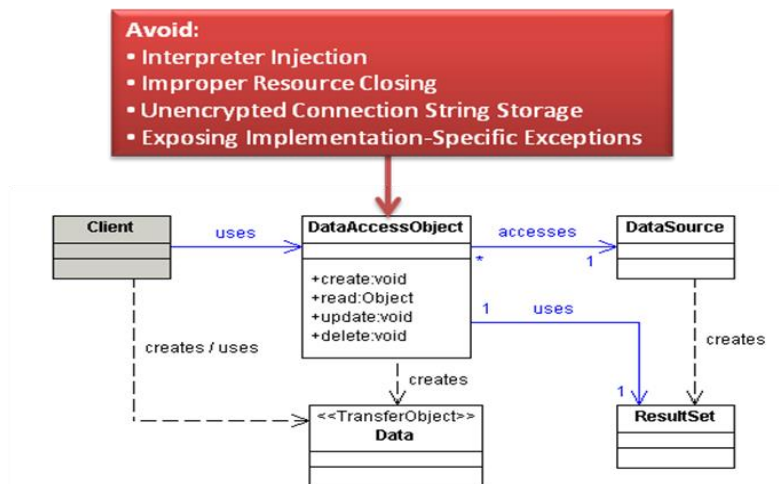 Avoid:
• Interpreter Injection
• Improper Resource Closing
• Unencrypted Connection String Storage
• Exposing Implementation-Specific Exceptions
Client
uses
DataAccessObject
accesses
DataSource
* 1
+create:void
+read:Object
+update:void
+delete:void
1 uses
creates / uses
creates
creates
1
<<TransferObject>>
Data
ResultSet